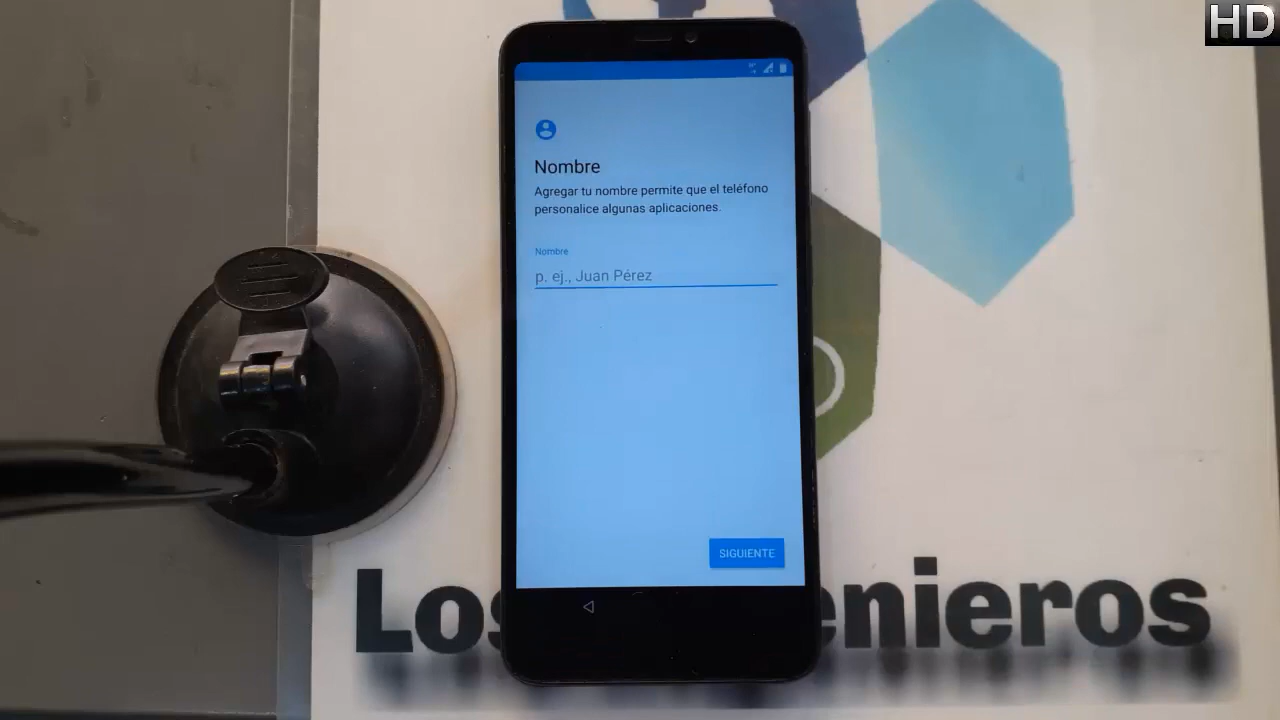 HD
Nombre
Agregar tu nombre permite que el teléfono
personalice algunas aplicaciones.
Nombre
p. ej., Juan Pérez
SIGUIENTE
Los enieros